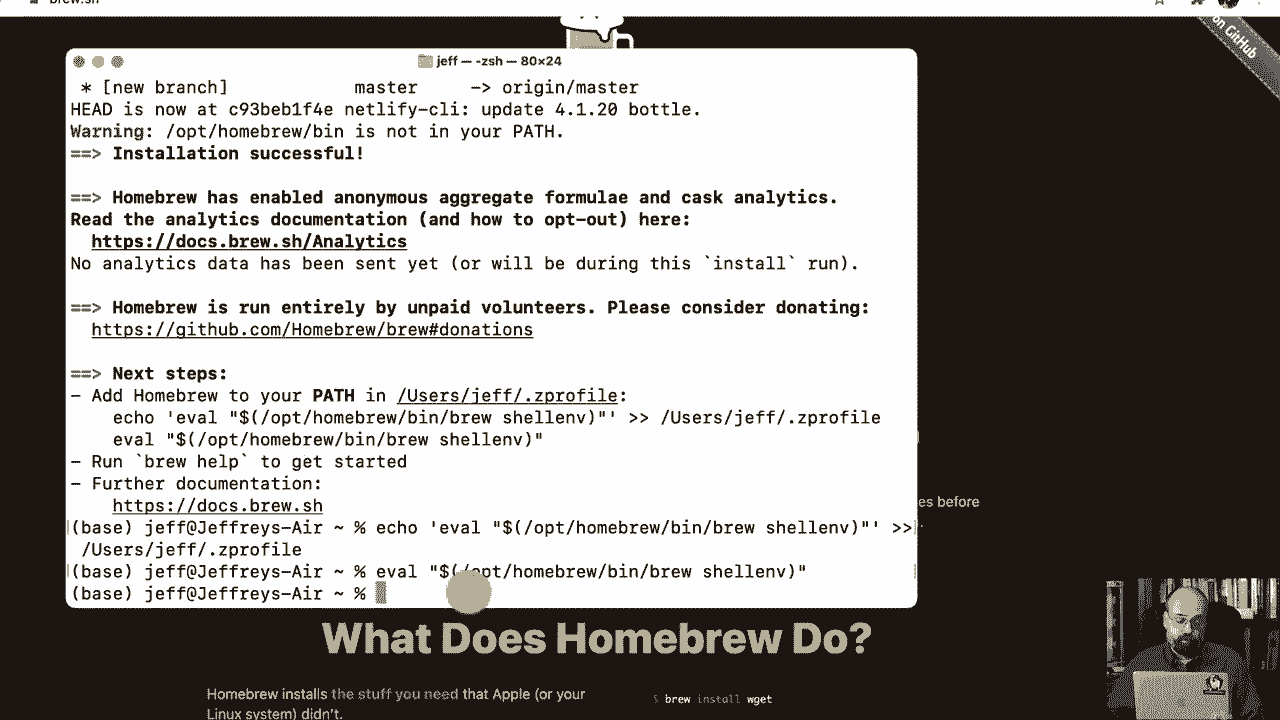 brew.sh
on GitHub
jeff — -zsh — 80×24
* [new branch] master -> origin/master
HEAD is now at c93beb1f4e netlify-cli: update 4.1.20 bottle.
Warning: /opt/homebrew/bin is not in your PATH.
==> Installation successful!
==> Homebrew has enabled anonymous aggregate formulae and cask analytics.
Read the analytics documentation (and how to opt-out) here:
https://docs.brew.sh/Analytics
No analytics data has been sent yet (or will be during this `install` run).
==> Homebrew is run entirely by unpaid volunteers. Please consider donating:
https://github.com/Homebrew/brew#donations
==> Next steps:
- Add Homebrew to your PATH in /Users/jeff/.zprofile:
echo 'eval "$(/opt/homebrew/bin/brew shellenv)"' >> /Users/jeff/.zprofile
eval "$(/opt/homebrew/bin/brew shellenv)"
- Run `brew help` to get started
- Further documentation:
https://docs.brew.sh
(base) jeff@Jeffreys-Air ~ % echo 'eval "$(/opt/homebrew/bin/brew shellenv)"' >>
/Users/jeff/.zprofile
(base) jeff@Jeffreys-Air ~ % eval "$(/opt/homebrew/bin/brew shellenv)"
(base) jeff@Jeffreys-Air ~ %
es before
What Does Homebrew Do?
Homebrew installs the stuff you need that Apple (or your
Linux system) didn't.
$ brew install wget